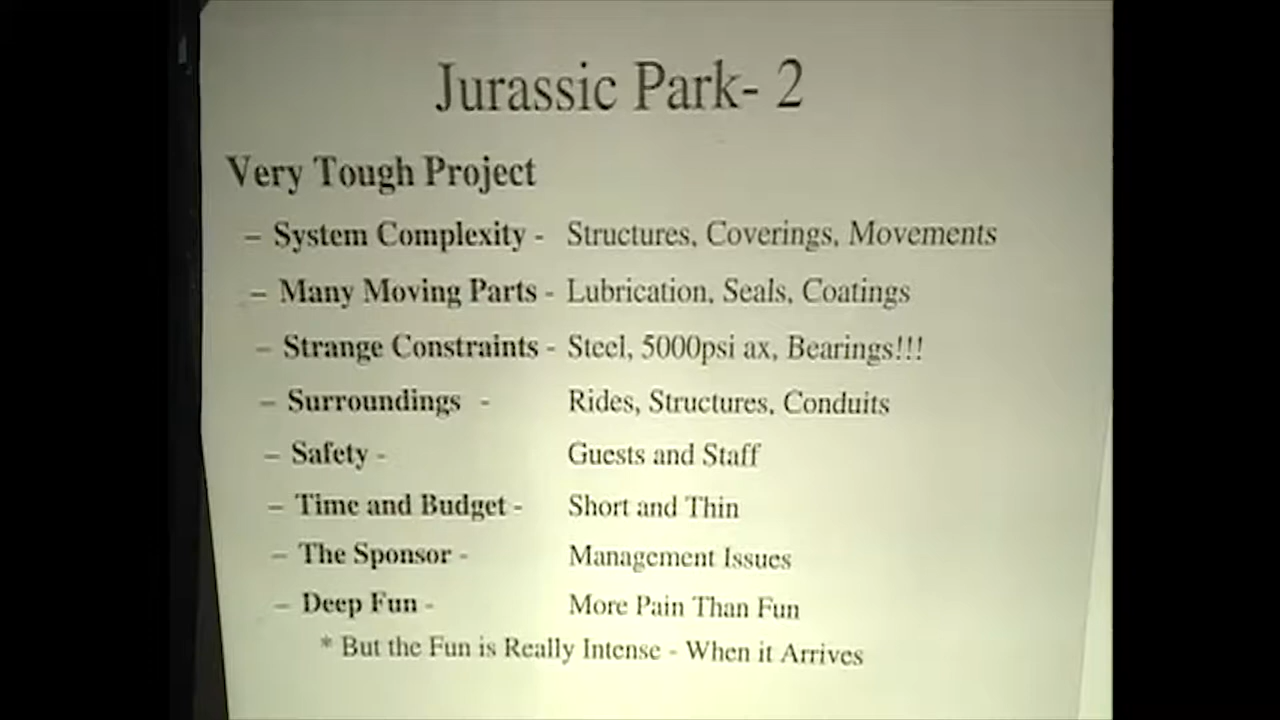 Jurassic Park- 2
Very Tough Project
– System Complexity - Structures, Coverings, Movements
– Many Moving Parts - Lubrication, Seals, Coatings
– Strange Constraints - Steel, 5000psi ax, Bearings!!!
– Surroundings - Rides, Structures, Conduits
– Safety - Guests and Staff
– Time and Budget - Short and Thin
– The Sponsor - Management Issues
– Deep Fun - More Pain Than Fun
* But the Fun is Really Intense - When it Arrives